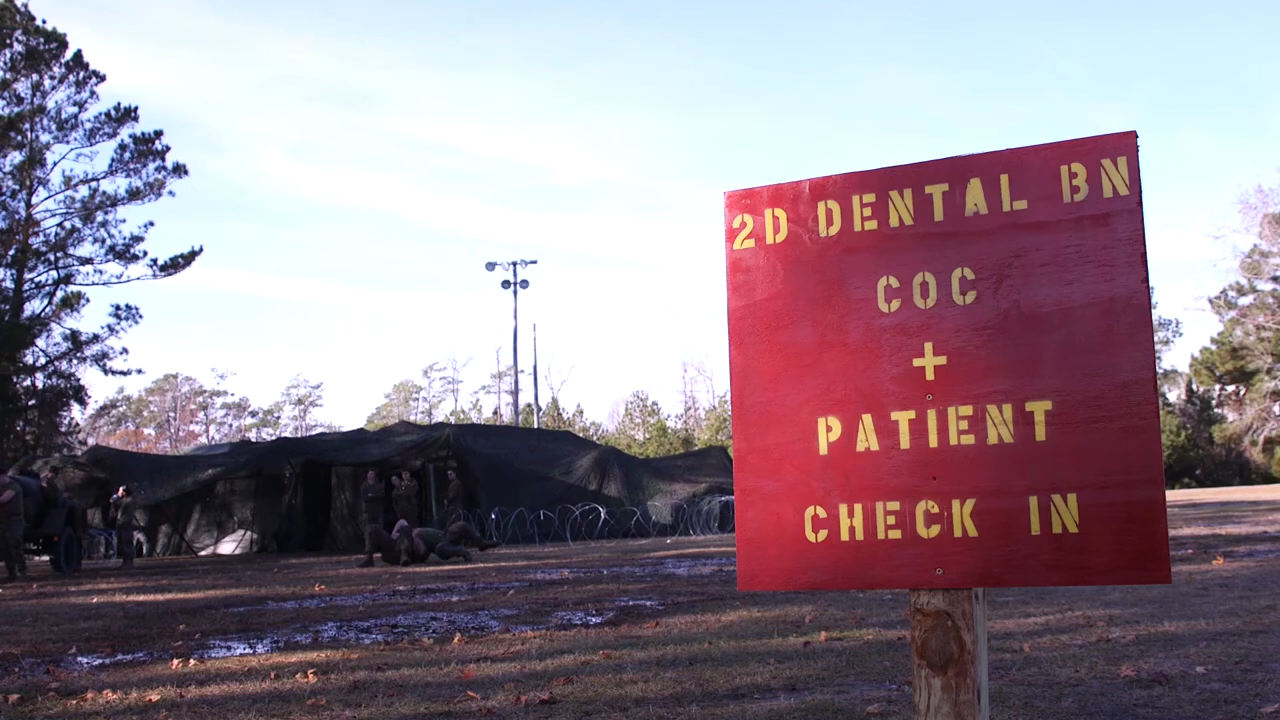 2D DENTAL BN
COC
+
PATIENT
CHECK IN